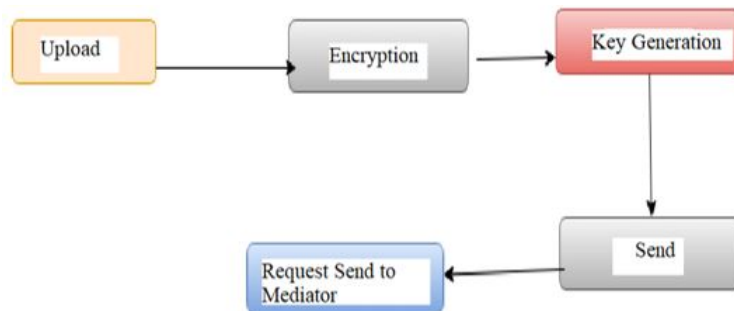 Upload
Encryption
Key Generation
Send
Request Send to
Mediator